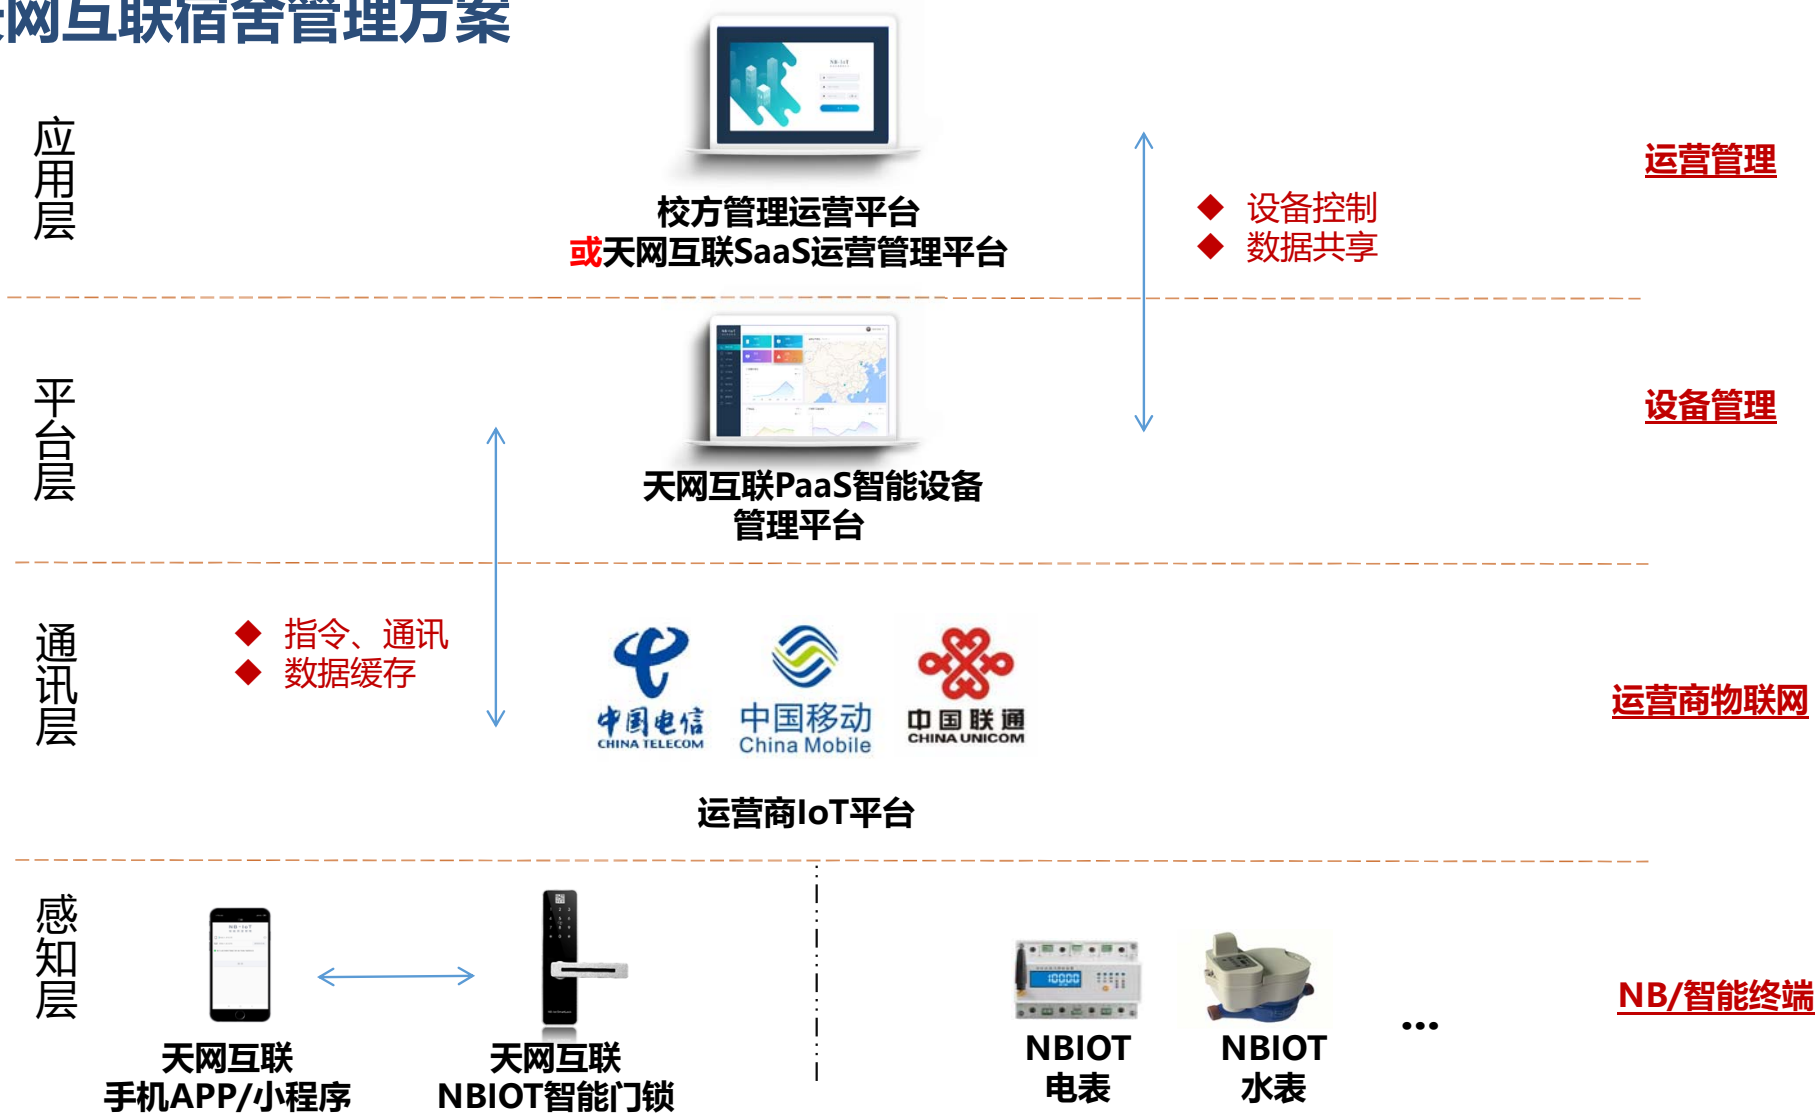 天网互联宿舍管理方案
应用层
NB-IoT
校方管理运营平台
或天网互联SaaS运营管理平台
设备控制
数据共享
运营管理
平台层
NB-IoT
天网互联PaaS智能设备
管理平台
设备管理
通讯层
指令、通讯
数据缓存
中国电信
CHINA TELECOM
中国移动
China Mobile
中国联通
CHINA UNICOM
运营商IoT平台
运营商物联网
感知层
NB-IoT
天网互联
手机APP/小程序
天网互联
NBIOT智能门锁
10000
NBIOT
电表
NBIOT
水表
...
NB/智能终端